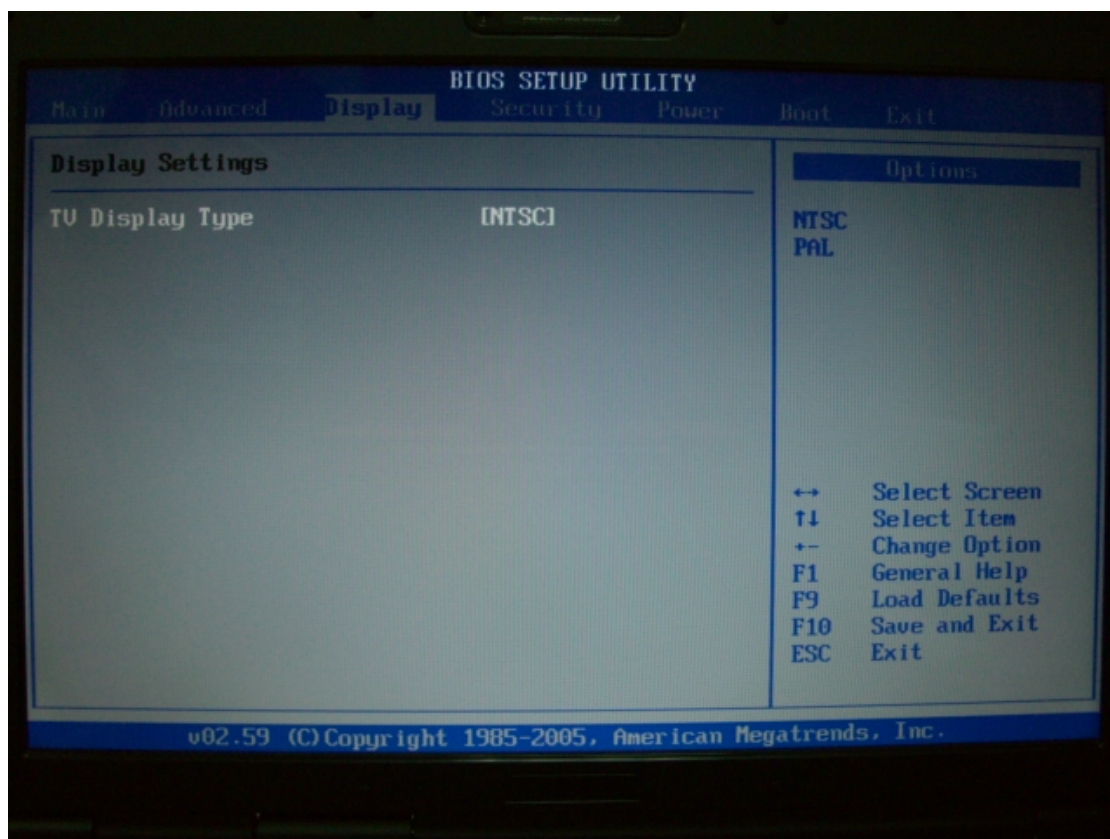 BIOS SETUP UTILITY
Main Advanced Display Security Power Boot Exit
Display Settings
TV Display Type [NTSC]
Options
NTSC
PAL
←→ Select Screen
↑↓ Select Item
+- Change Option
F1 General Help
F9 Load Defaults
F10 Save and Exit
ESC Exit
v02.59 (C)Copyright 1985-2005, American Megatrends, Inc.